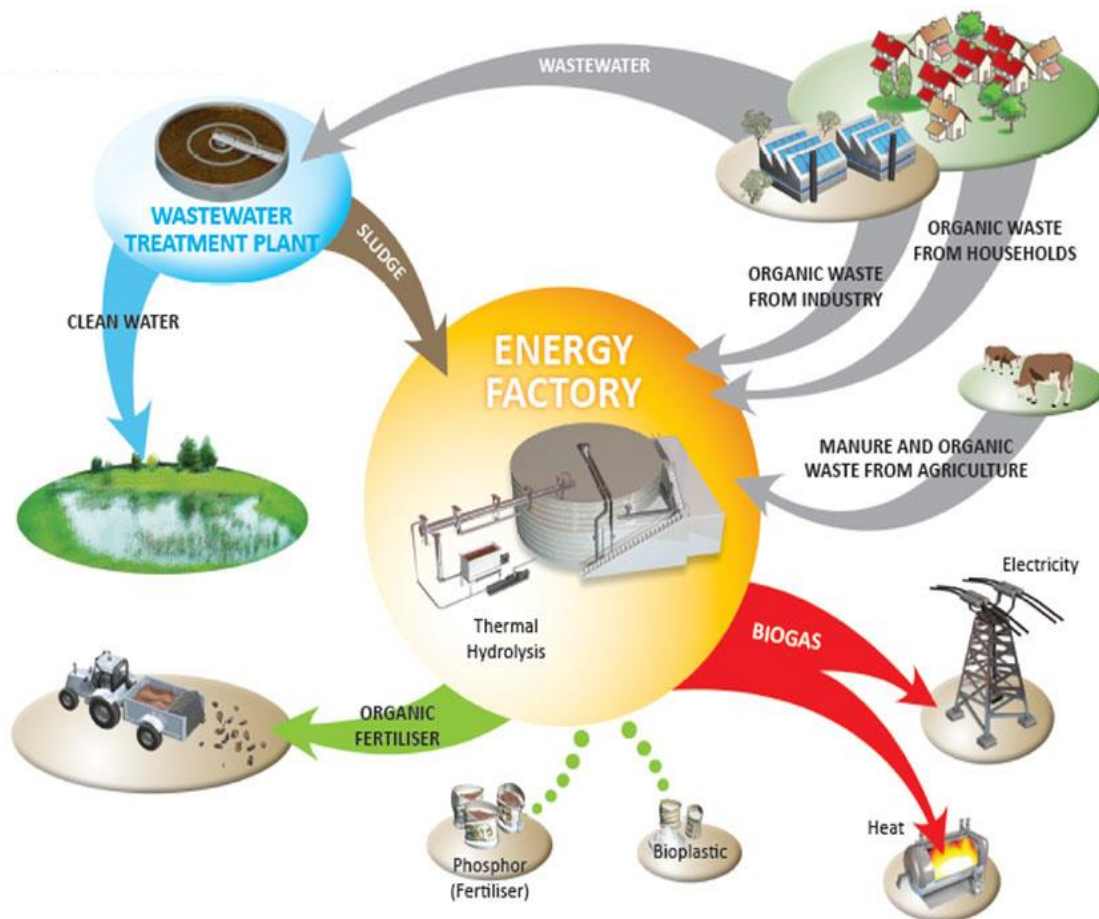 WASTEWATER
WASTEWATER
TREATMENT PLANT
SLUDGE
CLEAN WATER
ORGANIC WASTE
FROM HOUSEHOLDS
ORGANIC WASTE
FROM INDUSTRY
ENERGY
FACTORY
MANURE AND ORGANIC
WASTE FROM AGRICULTURE
Thermal
Hydrolysis
Electricity
BIOGAS
ORGANIC
FERTILISER
Phosphor
(Fertiliser)
Bioplastic
Heat